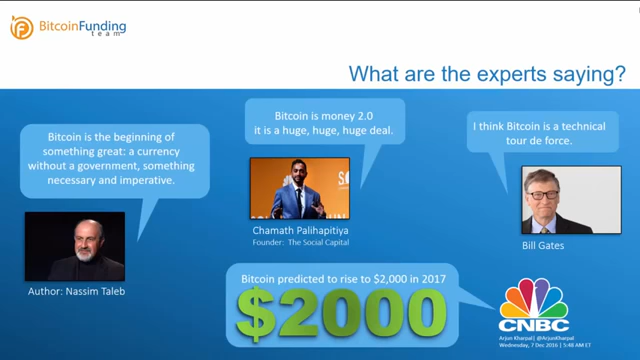 BitcoinFunding
team
What are the experts saying?
Bitcoin is the beginning of
something great: a currency
without a government, something
necessary and imperative.
Author: Nassim Taleb
Bitcoin is money 2.0
it is a huge, huge, huge deal.
Chamath Palihapitiya
Founder: The Social Capital
I think Bitcoin is a technical
tour de force.
Bill Gates
Bitcoin predicted to rise to $2,000 in 2017
$2000
CNBC
Arjun Kharpal| @ArjunKharpal
Wednesday, 7 Dec 2016 | 5:48 AM ET